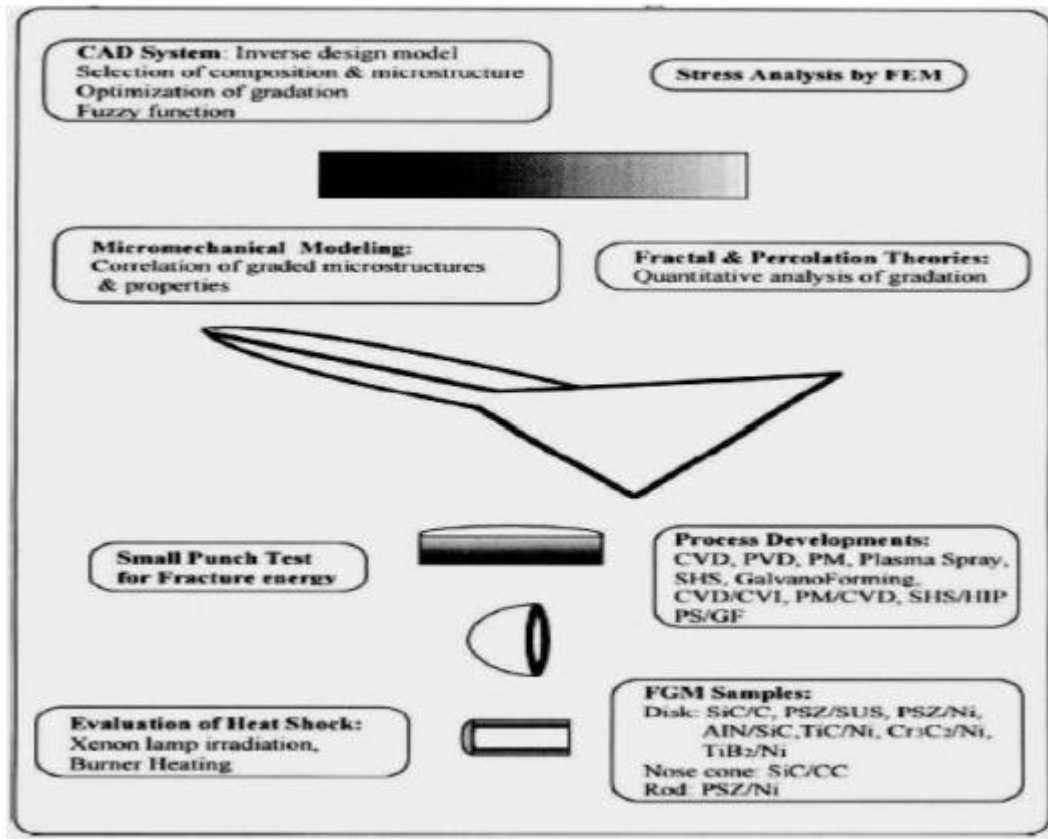 CAD System: Inverse design model
Selection of composition & microstructure
Optimization of gradation
Fuzzy function
Stress Analysis by FEM
Micromechanical Modeling:
Correlation of graded microstructures
& properties
Fractal & Percolation Theories:
Quantitative analysis of gradation
Small Punch Test
for Fracture energy
Process Developments:
CVD, PVD, PM, Plasma Spray,
SHS, GalvanoForming,
CVD/CVI, PM/CVD, SHS/HIP
PS/GF
Evaluation of Heat Shock:
Xenon lamp irradiation,
Burner Heating
FGM Samples:
Disk: SiC/C, PSZ/SUS, PSZ/Ni,
AlN/SiC,TiC/Ni, Cr3C2/Ni,
TiB2/Ni
Nose cone: SiC/CC
Rod: PSZ/Ni